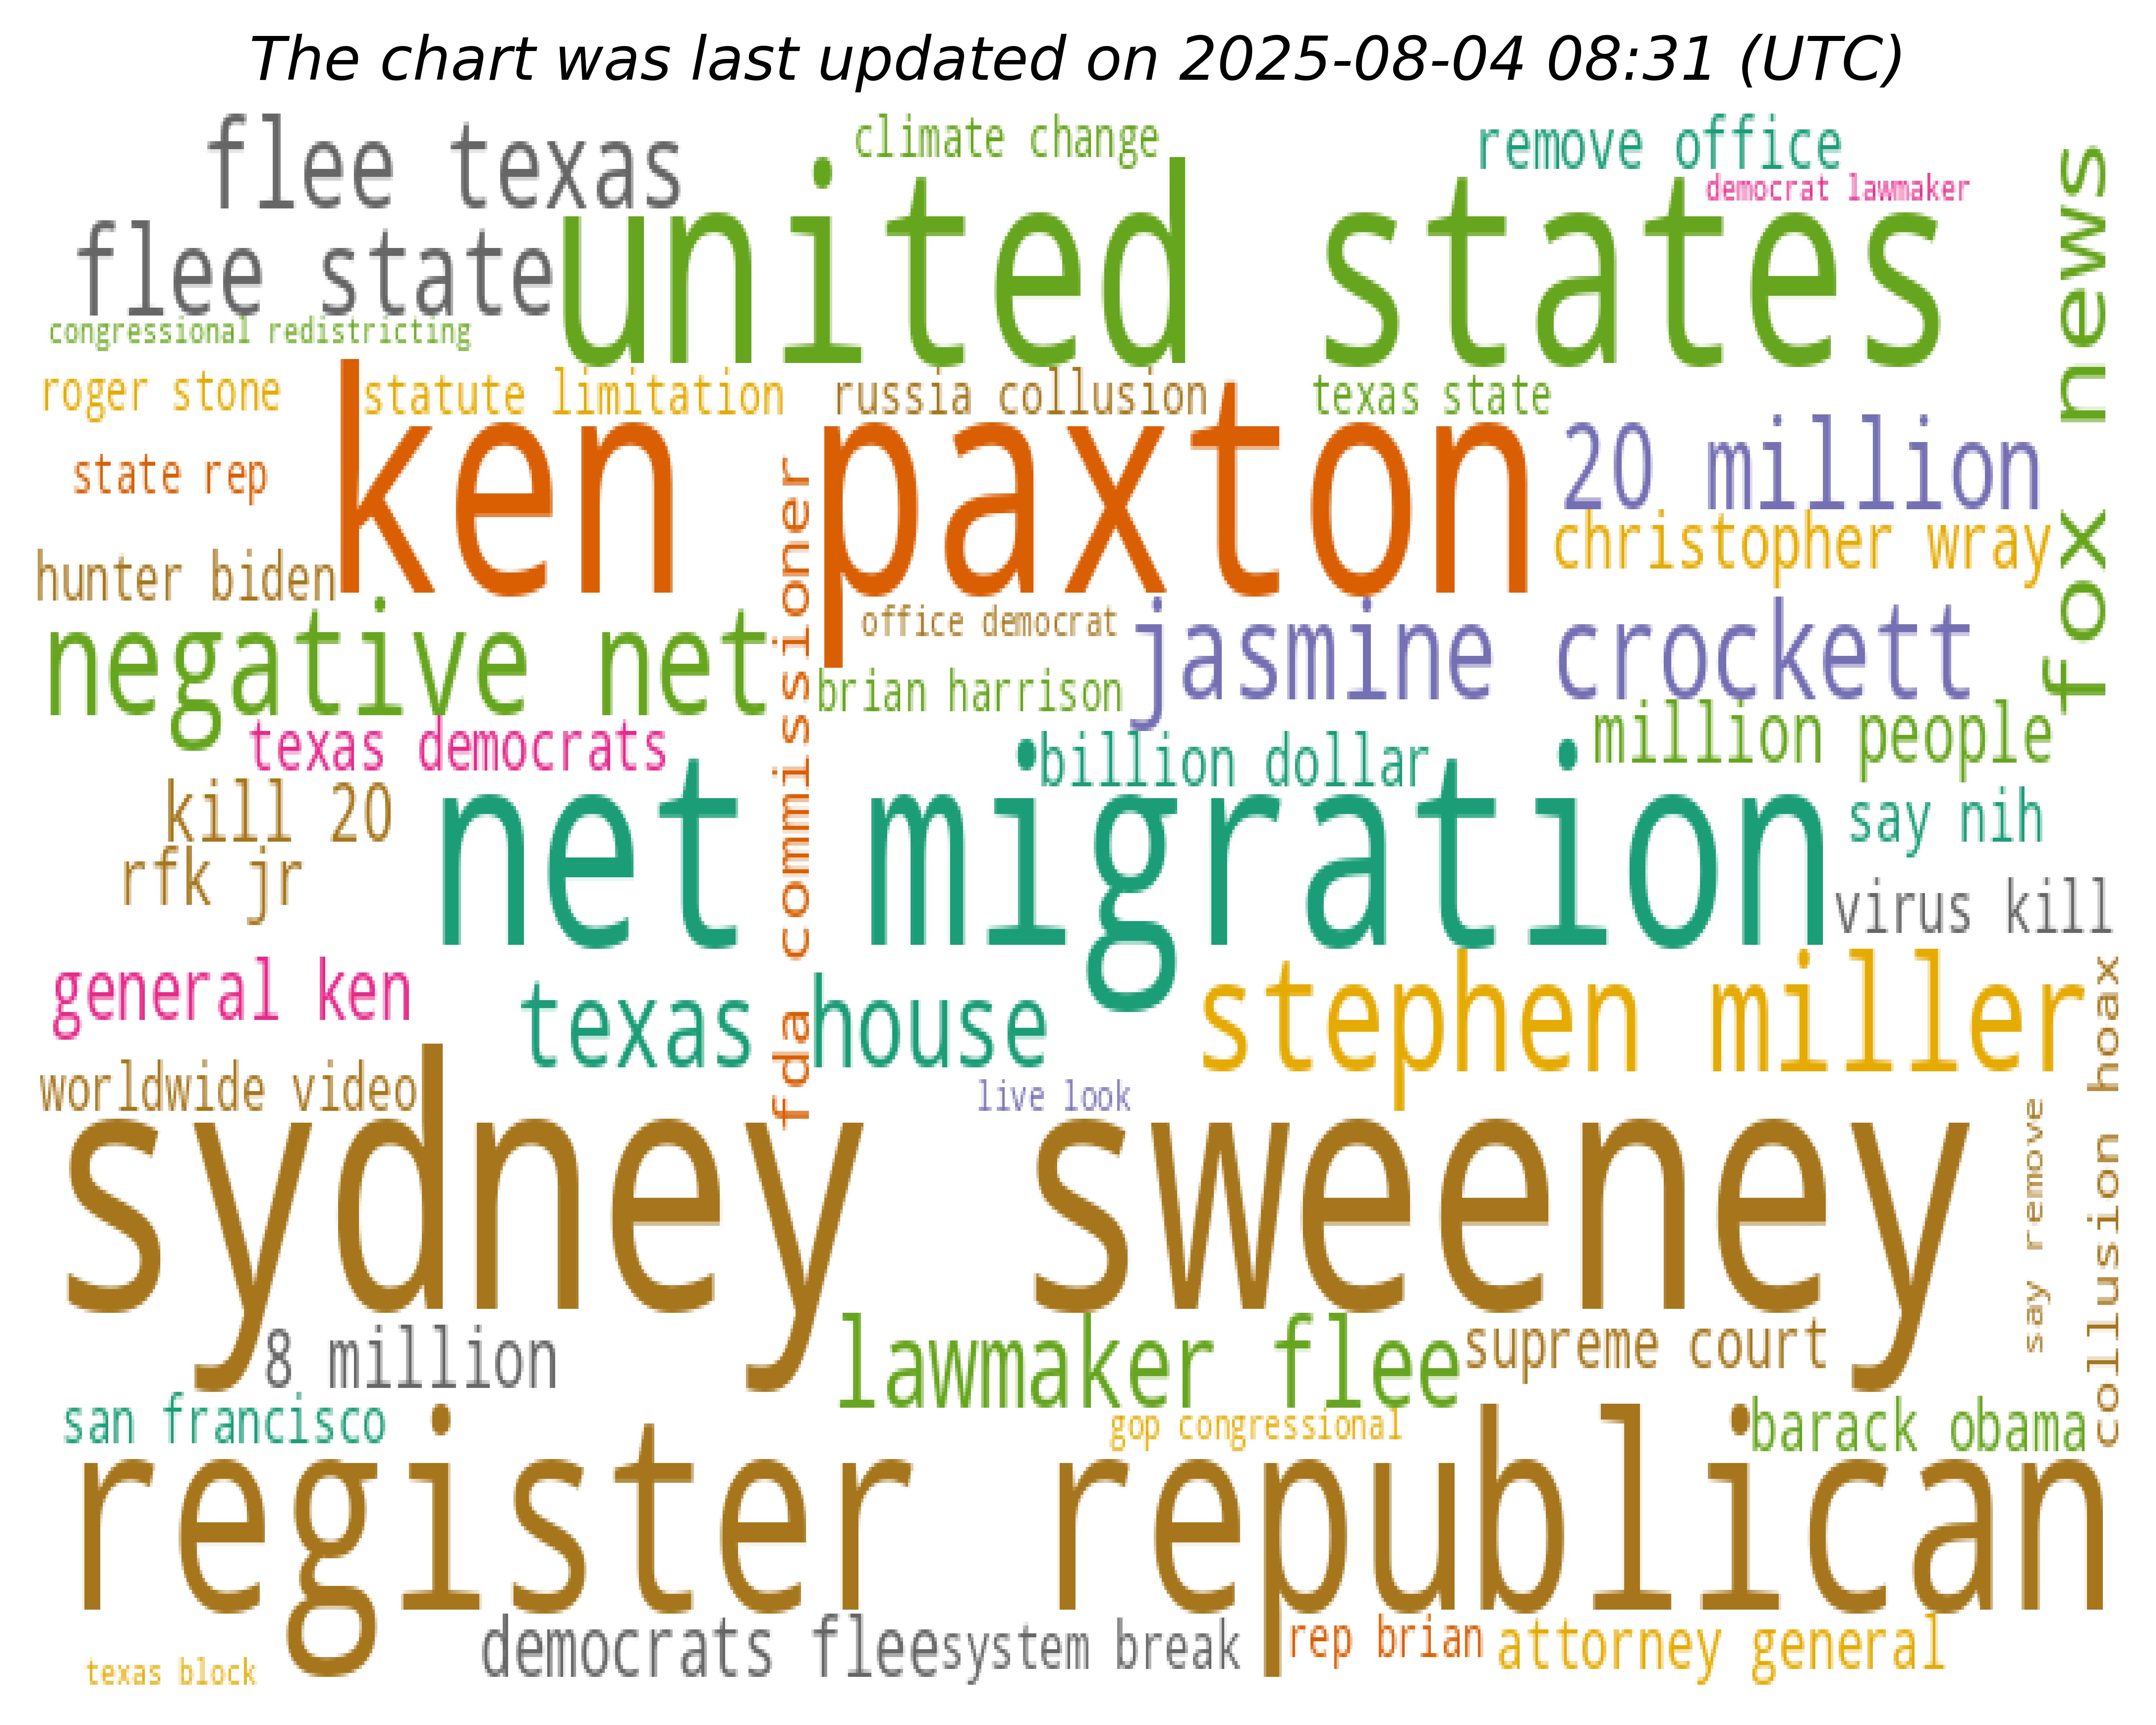 The chart was last updated on 2025-08-04 08:31 (UTC)
flee texas
climate change
remove office
democrat lawmaker
united states
fox news
flee state
congressional redistricting
roger stone
statute limitation
russia collusion
texas state
ken paxton
20 million
state rep
christopher wray
hunter biden
fda commissioner
office democrat
negative net
jasmine crockett
brian harrison
texas democrats
billion dollar
million people
kill 20
net migration
say nih
rfk jr
virus kill
general ken
texas house
stephen miller
collusion hoax
worldwide video
live look
sydney sweeney
say remove
8 million
lawmaker flee
supreme court
san francisco
gop congressional
barack obama
register republican
democrats flee
system break
rep brian
attorney general
texas block